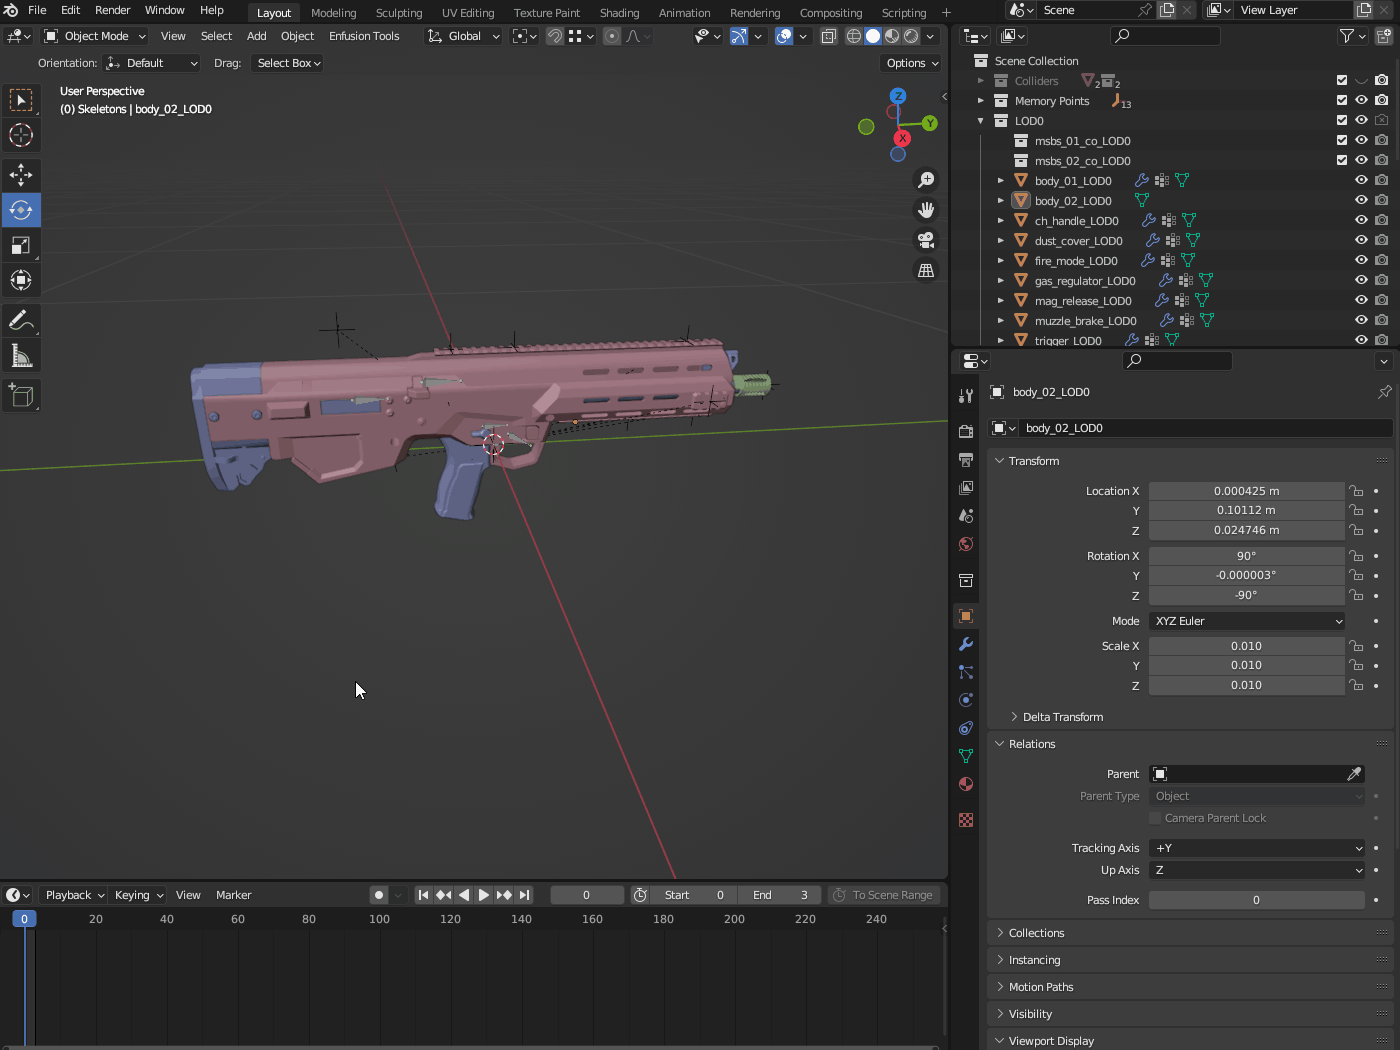 File Edit Render Window Help Layout Modeling Sculpting UV Editing Texture Paint Shading Animation Rendering Compositing Scripting + Scene View Layer
Object Mode View Select Add Object Enfusion Tools Global
Orientation: Default Drag: Select Box Options
User Perspective
(0) Skeletons | body_02_LOD0
Z
Y
X
Scene Collection
Colliders 2 2
Memory Points 13
LOD0
msbs_01_co_LOD0
msbs_02_co_LOD0
body_01_LOD0
body_02_LOD0
ch_handle_LOD0
dust_cover_LOD0
fire_mode_LOD0
gas_regulator_LOD0
mag_release_LOD0
muzzle_brake_LOD0
trigger_LOD0
body_02_LOD0
body_02_LOD0
Transform
Location X 0.000425 m
Y 0.10112 m
Z 0.024746 m
Rotation X 90°
Y -0.000003°
Z -90°
Mode XYZ Euler
Scale X 0.010
Y 0.010
Z 0.010
Delta Transform
Relations
Parent
Parent Type Object
Camera Parent Lock
Tracking Axis +Y
Up Axis Z
Pass Index 0
Collections
Instancing
Motion Paths
Visibility
Viewport Display
Playback Keying View Marker 0 Start 0 End 3 To Scene Range
0 20 40 60 80 100 120 140 160 180 200 220 240